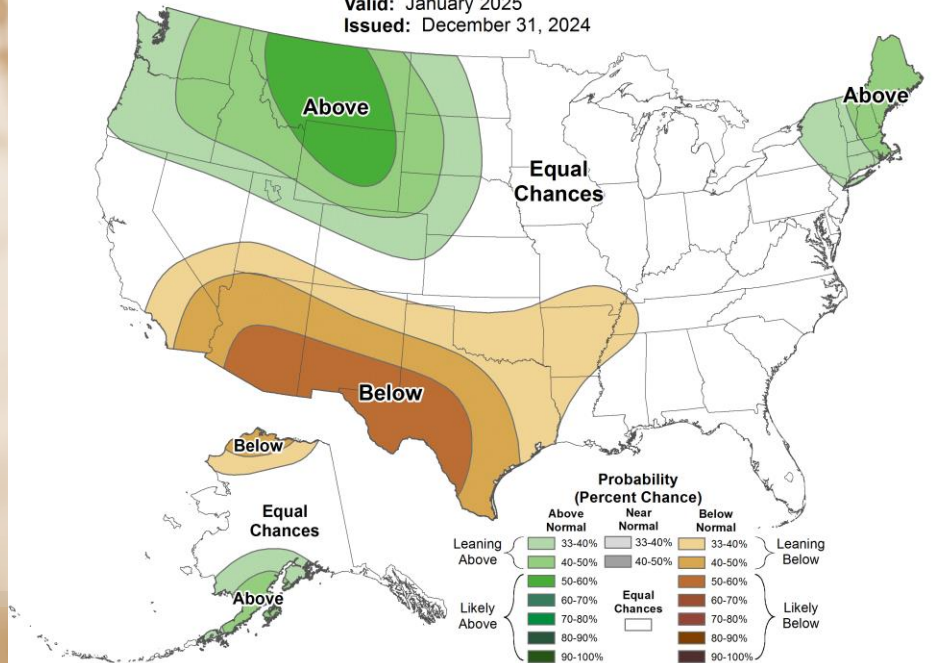 Valid: January 2025
Issued: December 31, 2024
Above
Above
Equal
Chances
Below
Below
Equal
Chances
Above
Probability
(Percent Chance)
Above
Normal
Near
Normal
Below
Normal
Leaning
Above
33-40%
33-40%
33-40%
Leaning
Below
40-50%
40-50%
40-50%
Likely
Above
50-60%
50-60%
Likely
Below
60-70%
Equal
Chances
60-70%
70-80%
70-80%
80-90%
80-90%
90-100%
90-100%